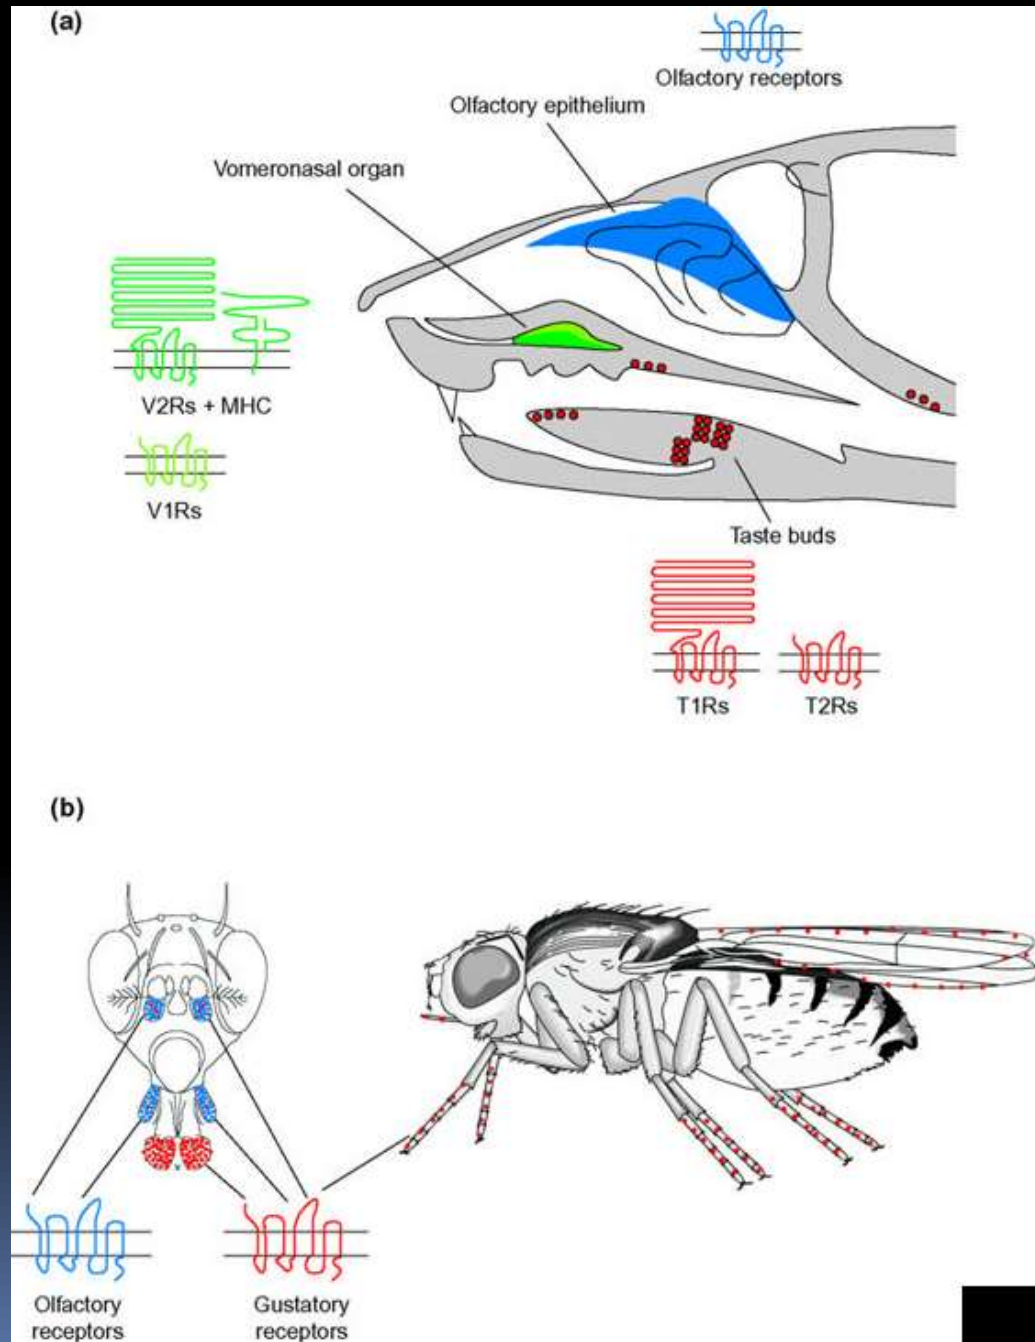 (a)
Olfactory receptors
Olfactory epithelium
Vomeronasal organ
V2Rs + MHC
V1Rs
Taste buds
T1Rs
T2Rs
(b)
Olfactory
receptors
Gustatory
receptors